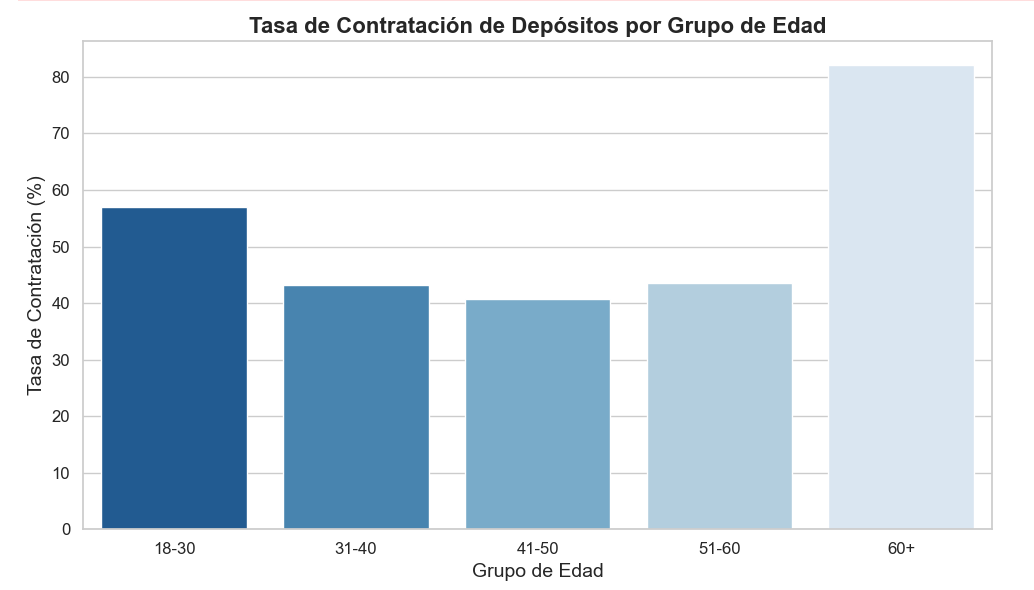 Tasa de Contratación de Depósitos por Grupo de Edad
Tasa de Contratación (%)
80
70
60
50
40
30
20
10
0
18-30 31-40 41-50 51-60 60+
Grupo de Edad